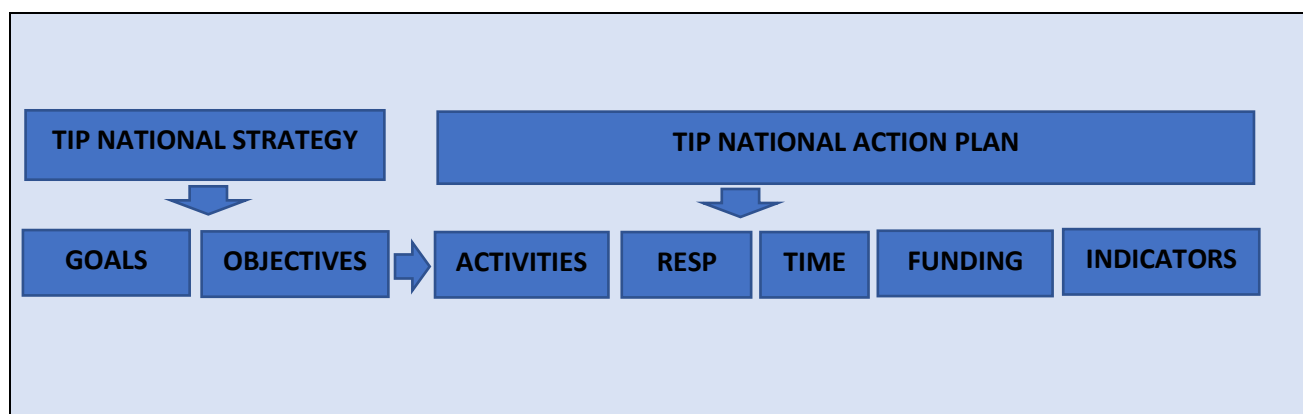 TIP NATIONAL STRATEGY
TIP NATIONAL ACTION PLAN
GOALS
OBJECTIVES
ACTIVITIES
RESP
TIME
FUNDING
INDICATORS